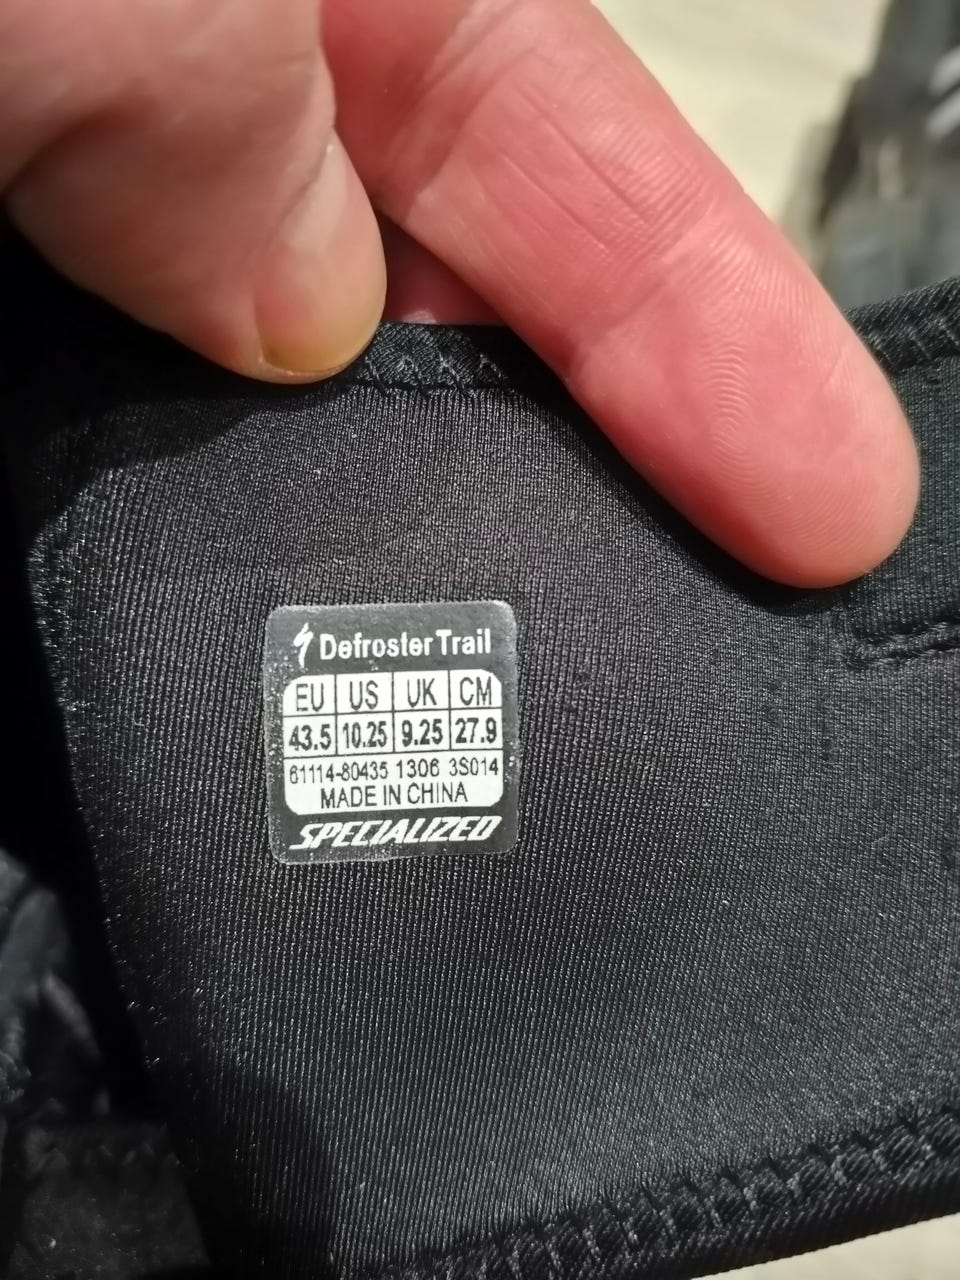 Defroster Trail
EU US UK CM
43.5 10.25 9.25 27.9
61114-80435 1306 3S014
MADE IN CHINA
SPECIALIZED